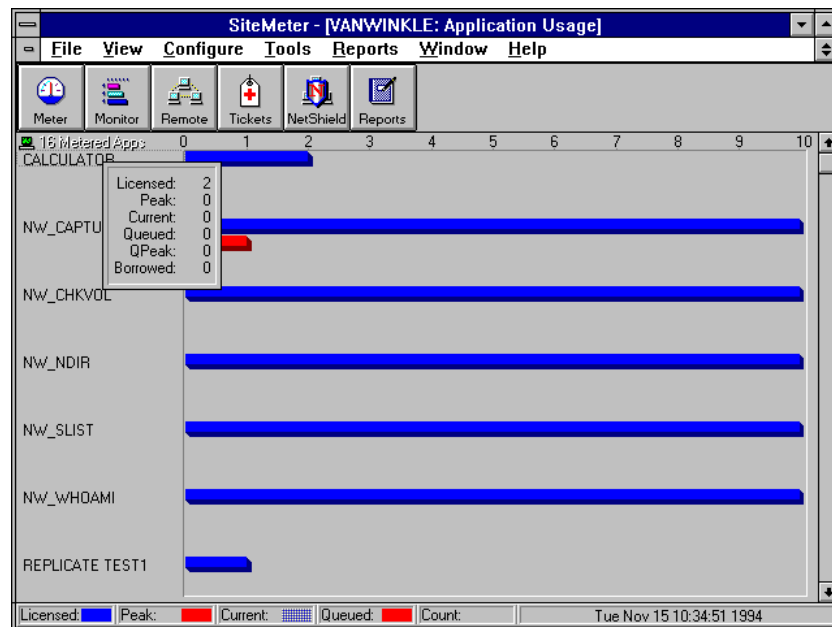 SiteMeter - [VANWINKLE: Application Usage]
File View Configure Tools Reports Window Help
Meter Monitor Remote Tickets NetShield Reports
16 Metered Apps 0 1 2 3 4 5 6 7 8 9 10
CALCULATOR
Licensed: 2
Peak: 0
Current: 0
Queued: 0
QPeak: 0
Borrowed: 0
NW_CAPTU
NW_CHKVOL
NW_NDIR
NW_SLIST
NW_WHOAMI
REPLICATE TEST1
Licensed: Peak: Current: Queued: Count: Tue Nov 15 10:34:51 1994